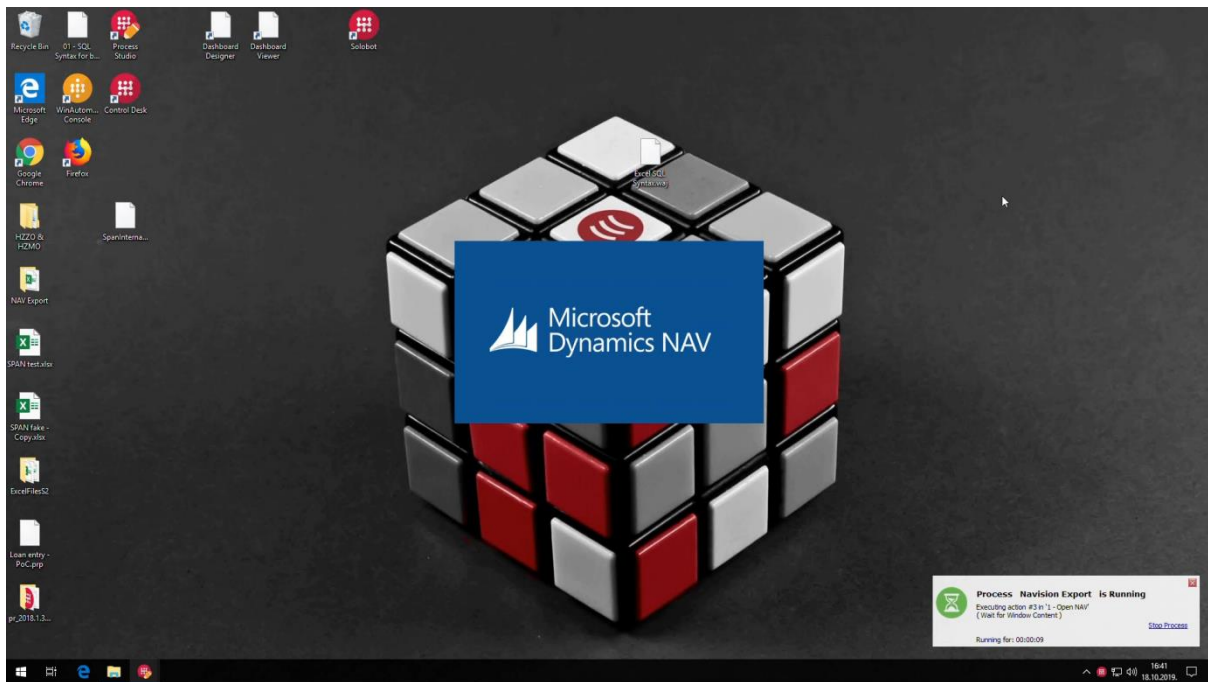 Recycle Bin
01 - SQL
Syntax for b...
Process
Studio
Dashboard
Designer
Dashboard
Viewer
Solobot
Microsoft
Edge
WinAutom...
Console
Control Desk
Google
Chrome
Firefox
Excel SQL
Syntax.waj
HZZO &
HZMO
SpanInterna...
NAV Export
SPAN test.xlsx
SPAN fake -
Copy.xlsx
ExcelFilesS2
Loan entry -
PoC.prp
pr_2018.1.3...
Microsoft
Dynamics NAV
Process Navision Export is Running
Executing action #3 in '1 - Open NAV'
( Wait for Window Content )
Stop Process
Running for: 00:00:09
16:41
18.10.2019.